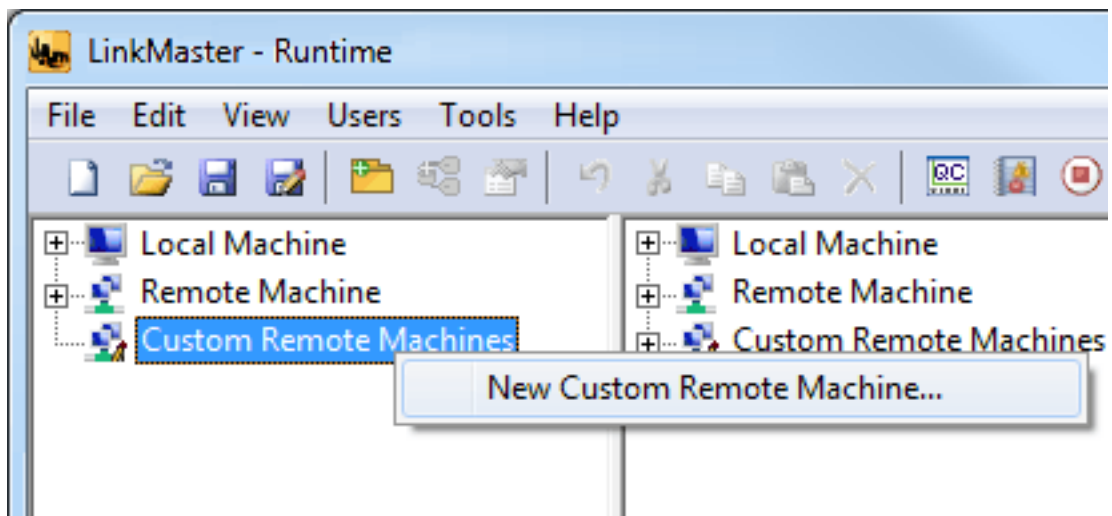 LinkMaster - Runtime
File Edit View Users Tools Help
QC
Local Machine
Remote Machine
Custom Remote Machines
Local Machine
Remote Machine
Custom Remote Machines
New Custom Remote Machine...